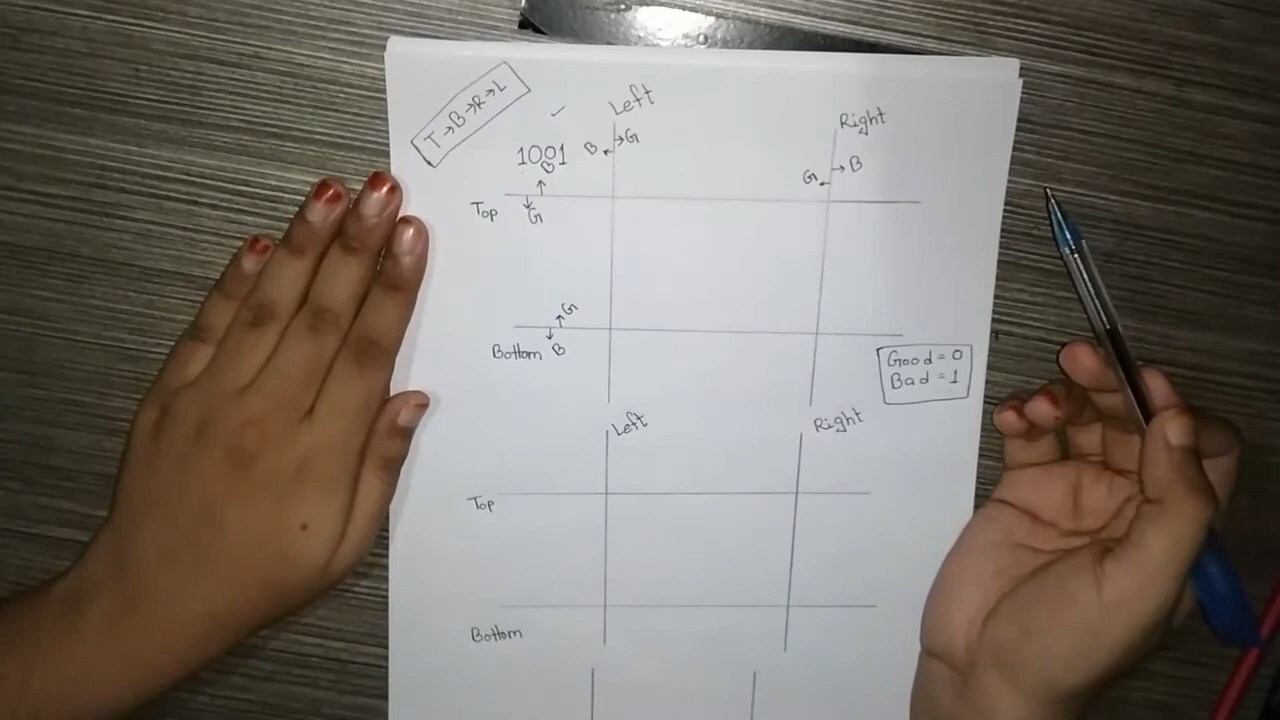 T→B→R→L
Left
Right
1001
B
G
B
G
B
Top
G
G
B
Bottom
Good = 0
Bad = 1
Left
Right
Top
Bottom